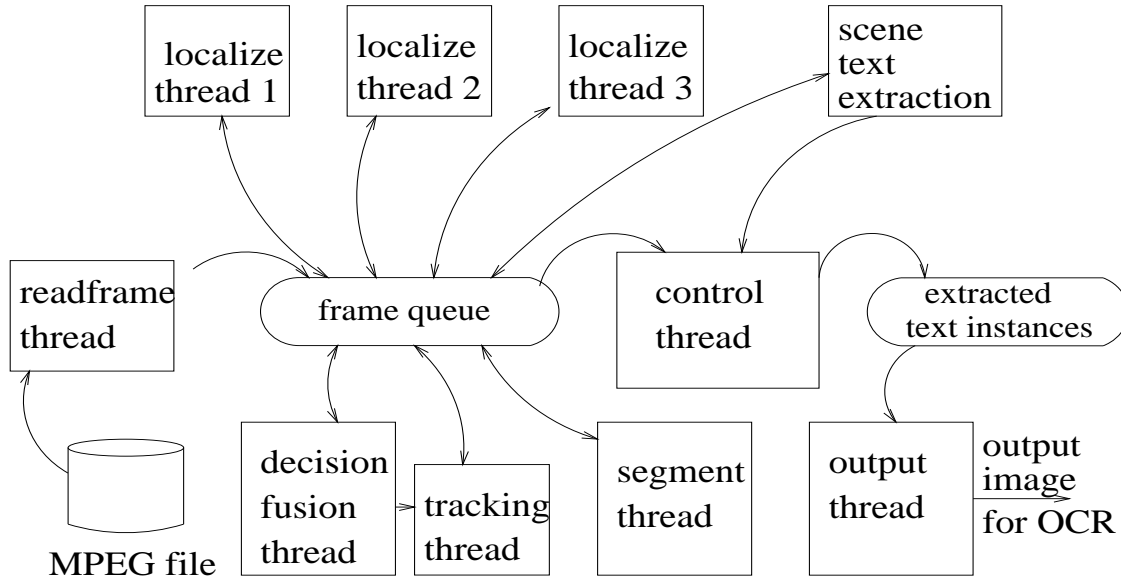 localize
thread 1
localize
thread 2
localize
thread 3
scene
text
extraction
readframe
thread
frame queue
control
thread
extracted
text instances
MPEG file
decision
fusion
thread
tracking
thread
segment
thread
output
thread
output
image
for OCR